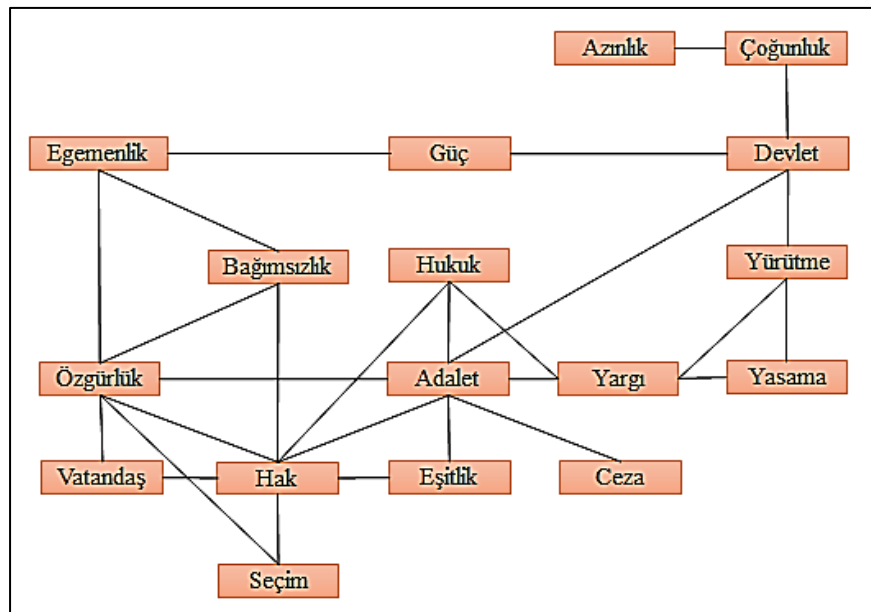 Azınlık
Çoğunluk
Egemenlik
Güç
Devlet
Bağımsızlık
Hukuk
Yürütme
Özgürlük
Adalet
Yargı
Yasama
Vatandaş
Hak
Eşitlik
Ceza
Seçim